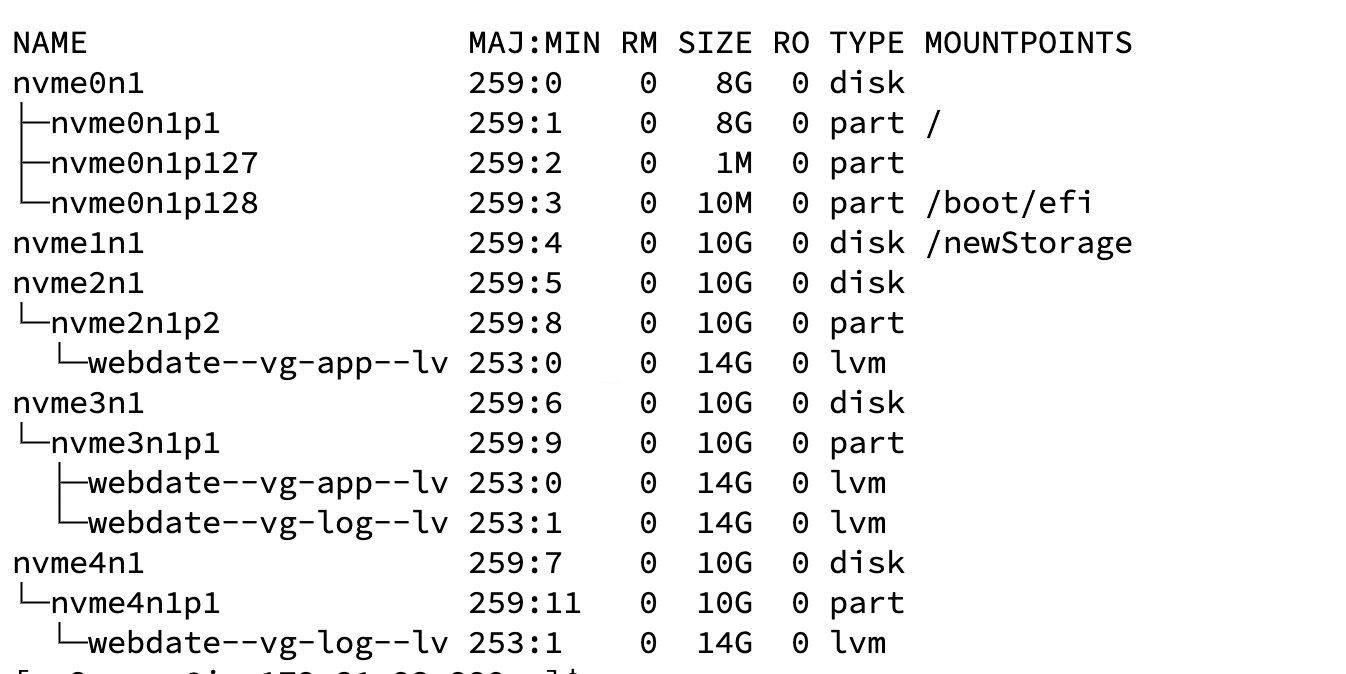 NAME MAJ:MIN RM SIZE RO TYPE MOUNTPOINTS
nvme0n1 259:0 0 8G 0 disk
├─nvme0n1p1 259:1 0 8G 0 part /
├─nvme0n1p127 259:2 0 1M 0 part
└─nvme0n1p128 259:3 0 10M 0 part /boot/efi
nvme1n1 259:4 0 10G 0 disk /newStorage
nvme2n1 259:5 0 10G 0 disk
└─nvme2n1p2 259:8 0 10G 0 part
└─webdate--vg-app--lv 253:0 0 14G 0 lvm
nvme3n1 259:6 0 10G 0 disk
└─nvme3n1p1 259:9 0 10G 0 part
├─webdate--vg-app--lv 253:0 0 14G 0 lvm
└─webdate--vg-log--lv 253:1 0 14G 0 lvm
nvme4n1 259:7 0 10G 0 disk
└─nvme4n1p1 259:11 0 10G 0 part
└─webdate--vg-log--lv 253:1 0 14G 0 lvm